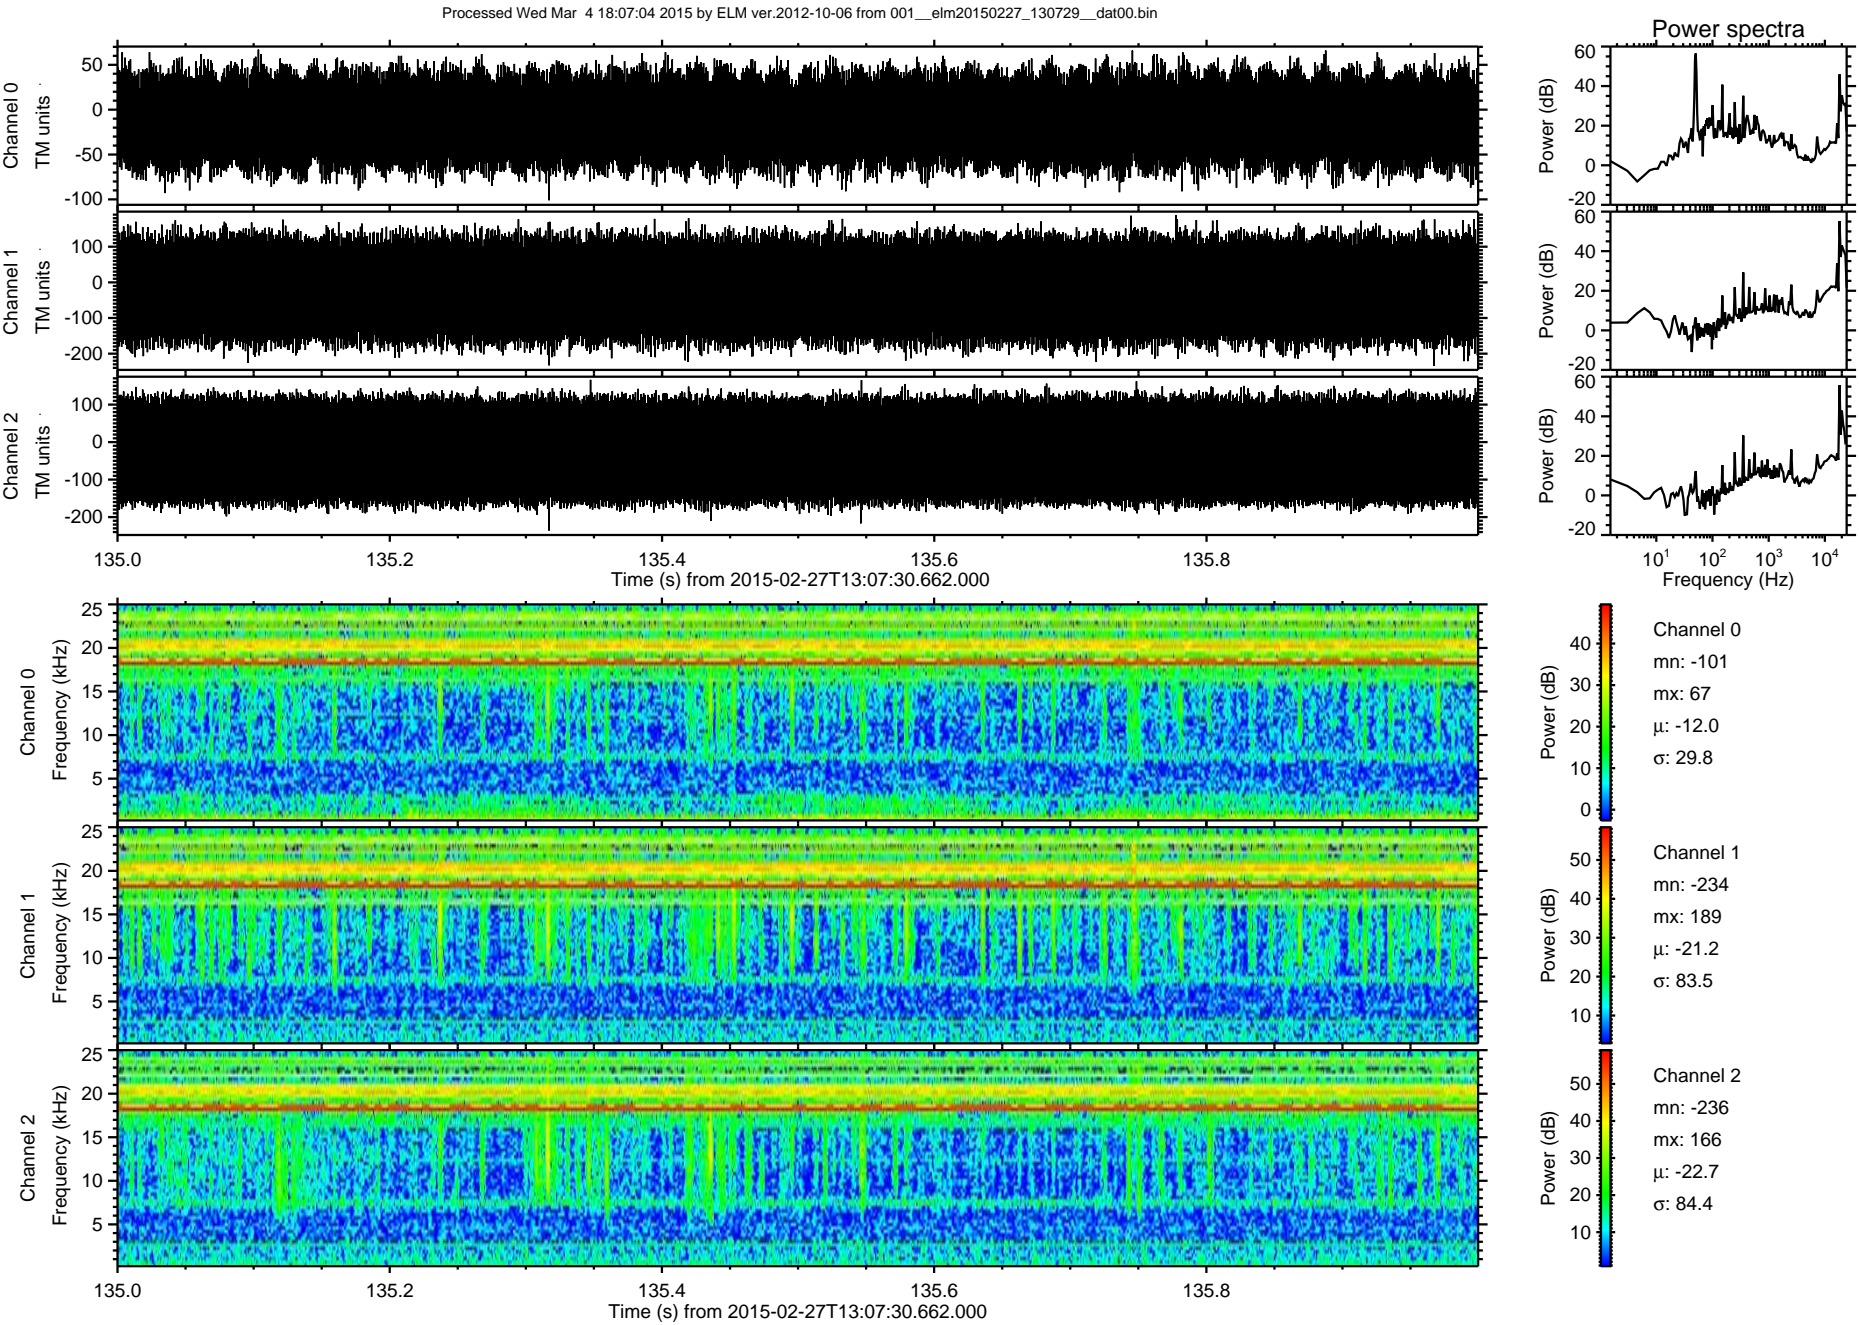 Processed Wed Mar  4 18:07:04 2015 by ELM ver.2012-10-06 from 001__elm20150227_130729__dat00.bin
Power spectra
Channel 0
TM units
50
0
-50
-100
Power (dB)
60
40
20
0
-20
Channel 1
TM units
100
0
-100
-200
Power (dB)
60
40
20
0
-20
Channel 2
TM units
100
0
-100
-200
Power (dB)
60
40
20
0
-20
135.0 135.2 135.4 135.6 135.8
Time (s) from 2015-02-27T13:07:30.662.000
10^1 10^2 10^3 10^4
Frequency (Hz)
Channel 0
Frequency (kHz)
25
20
15
10
5
Power (dB)
40
30
20
10
0
Channel 0
mn: -101
mx: 67
μ: -12.0
σ: 29.8
Channel 1
Frequency (kHz)
25
20
15
10
5
Power (dB)
50
40
30
20
10
Channel 1
mn: -234
mx: 189
μ: -21.2
σ: 83.5
Channel 2
Frequency (kHz)
25
20
15
10
5
Power (dB)
50
40
30
20
10
Channel 2
mn: -236
mx: 166
μ: -22.7
σ: 84.4
135.0 135.2 135.4 135.6 135.8
Time (s) from 2015-02-27T13:07:30.662.000